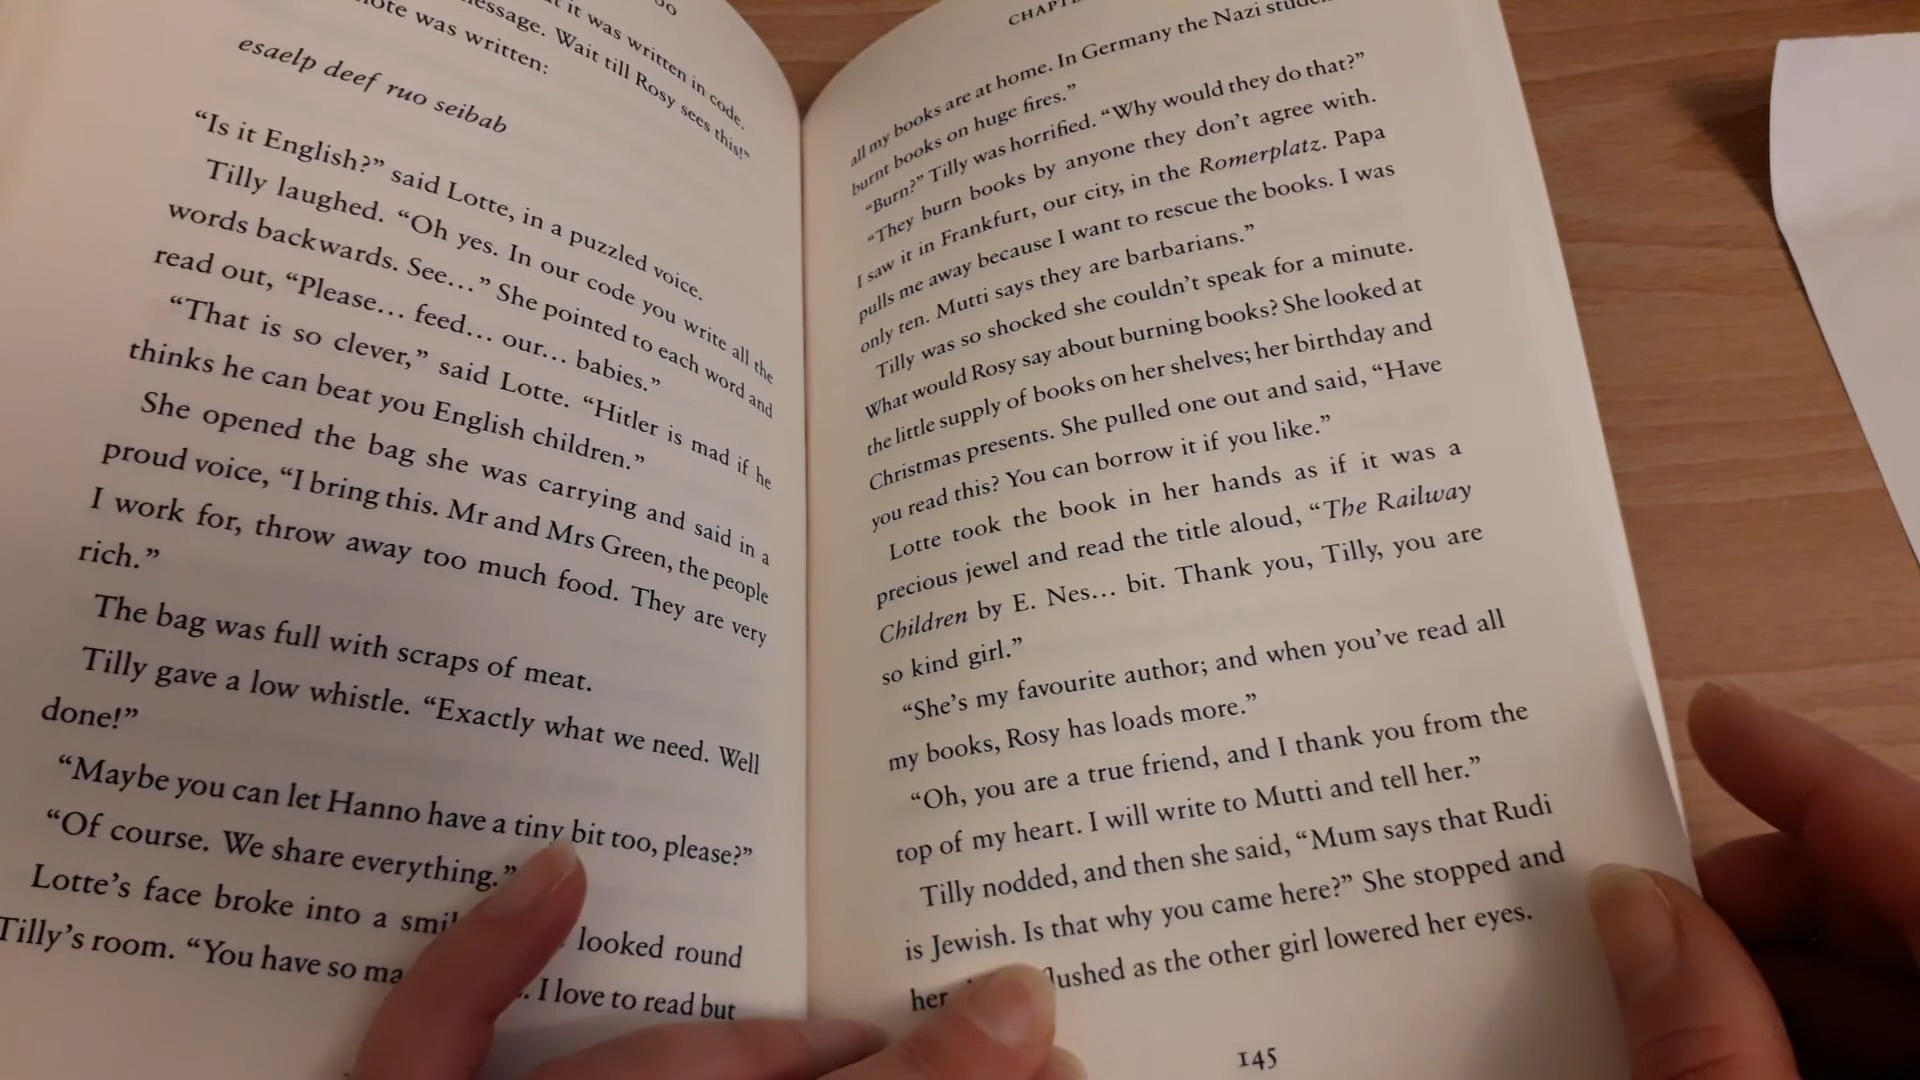 oo
it was written in code.
essage. Wait till Rosy sees this!”
note was written:
esaelp deef ruo seibab
“Is it English?” said Lotte, in a puzzled voice.
Tilly laughed. “Oh yes. In our code you write all the
words backwards. See...” She pointed to each word and
read out, “Please... feed... our... babies.”
“That is so clever,” said Lotte. “Hitler is mad if he
thinks he can beat you English children.”
She opened the bag she was carrying and said in a
proud voice, “I bring this. Mr and Mrs Green, the people
I work for, throw away too much food. They are very
rich.”
The bag was full with scraps of meat.
Tilly gave a low whistle. “Exactly what we need. Well
done!”
“Maybe you can let Hanno have a tiny bit too, please?”
“Of course. We share everything.”
Lotte’s face broke into a smil looked round
Tilly’s room. “You have so ma . I love to read but
CHAPTE
all my books are at home. In Germany the Nazi stude
burnt books on huge fires.”
“Burn?” Tilly was horrified. “Why would they do that?”
“They burn books by anyone they don’t agree with.
I saw it in Frankfurt, our city, in the Romerplatz. Papa
pulls me away because I want to rescue the books. I was
only ten. Mutti says they are barbarians.”
Tilly was so shocked she couldn’t speak for a minute.
What would Rosy say about burning books? She looked at
the little supply of books on her shelves; her birthday and
Christmas presents. She pulled one out and said, “Have
you read this? You can borrow it if you like.”
Lotte took the book in her hands as if it was a
precious jewel and read the title aloud, “The Railway
Children by E. Nes... bit. Thank you, Tilly, you are
so kind girl.”
“She’s my favourite author; and when you’ve read all
my books, Rosy has loads more.”
“Oh, you are a true friend, and I thank you from the
top of my heart. I will write to Mutti and tell her.”
Tilly nodded, and then she said, “Mum says that Rudi
is Jewish. Is that why you came here?” She stopped and
her lushed as the other girl lowered her eyes.
145